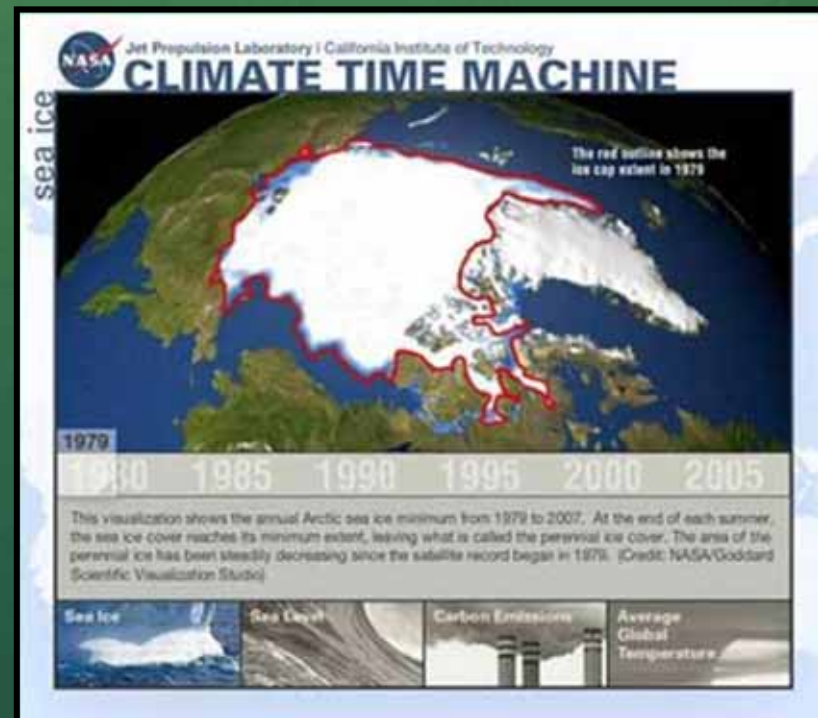 NASA
Jet Propulsion Laboratory | California Institute of Technology
CLIMATE TIME MACHINE
sea ice
The red outline shows the
ice cap extent in 1979
1979
1980 1985 1990 1995 2000 2005
This visualization shows the annual Arctic sea ice minimum from 1979 to 2007. At the end of each summer,
the sea ice cover reaches its minimum extent, leaving what is called the perennial ice cover. The area of the
perennial ice has been steadily decreasing since the satellite record began in 1979. (Credit: NASA/Goddard
Scientific Visualization Studio)
Sea Ice
Sea Level
Carbon Emissions
Average
Global
Temperature